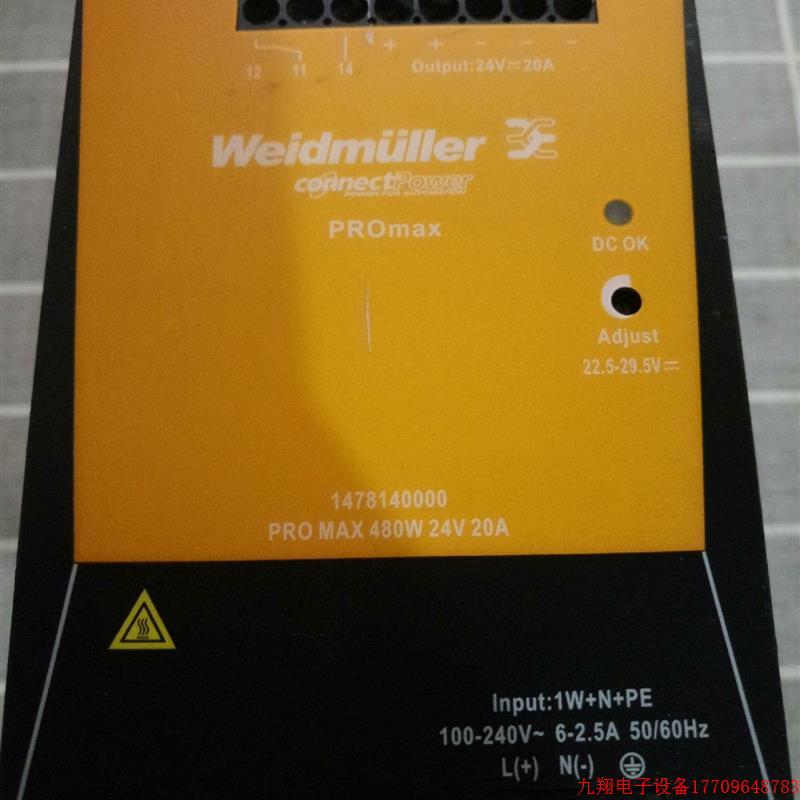 12 11 14 + + - - -
Output:24V⎓20A
Weidmüller
connectPower
POWER FOR AUTOMATION
PROmax
DC OK
Adjust
22.5-29.5V⎓
1478140000
PRO MAX 480W 24V 20A
Input:1W+N+PE
100-240V~ 6-2.5A 50/60Hz
L(+) N(-)
九翔电子设备17709648783